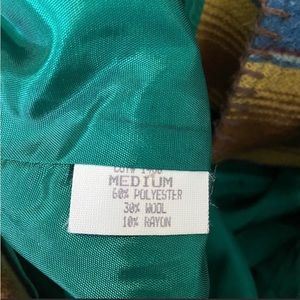 MEDIUM
60% POLYESTER
30% WOOL
10% RAYON